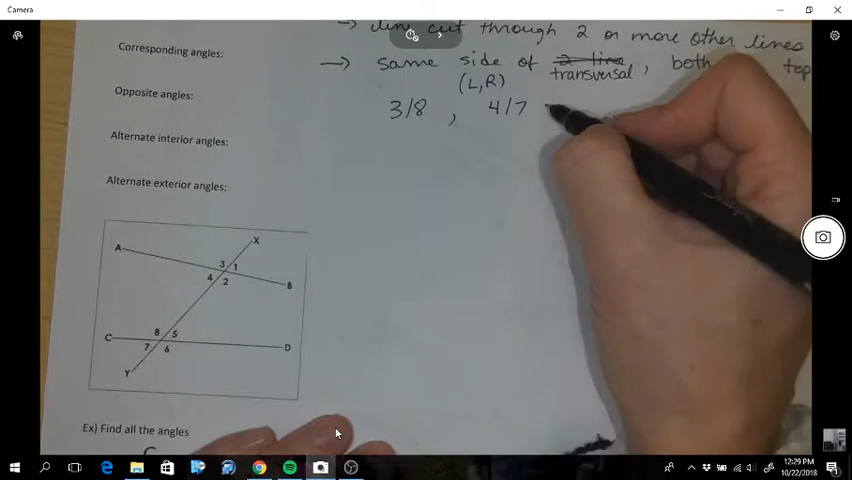 Camera
→ line cut through 2 or more other lines
Corresponding angles:
→ same side of 2 line transversal, both top
(L,R)
Opposite angles:
3/8 , 4/7
Alternate interior angles:
Alternate exterior angles:
X
A
3 1
4 2
B
8 5
C
D
7 6
Y
Ex) Find all the angles
12:29 PM
10/22/2018